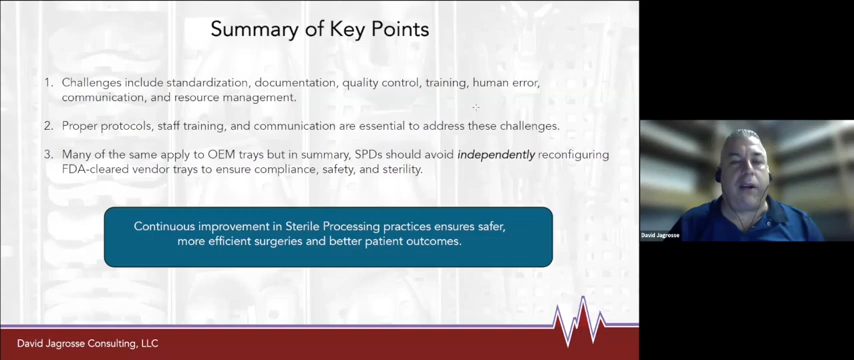 Summary of Key Points
1. Challenges include standardization, documentation, quality control, training, human error,
communication, and resource management.
2. Proper protocols, staff training, and communication are essential to address these challenges.
3. Many of the same apply to OEM trays but in summary, SPDs should avoid independently reconfiguring
FDA-cleared vendor trays to ensure compliance, safety, and sterility.
Continuous improvement in Sterile Processing practices ensures safer,
more efficient surgeries and better patient outcomes.
David Jagrosse Consulting, LLC
David Jagrosse